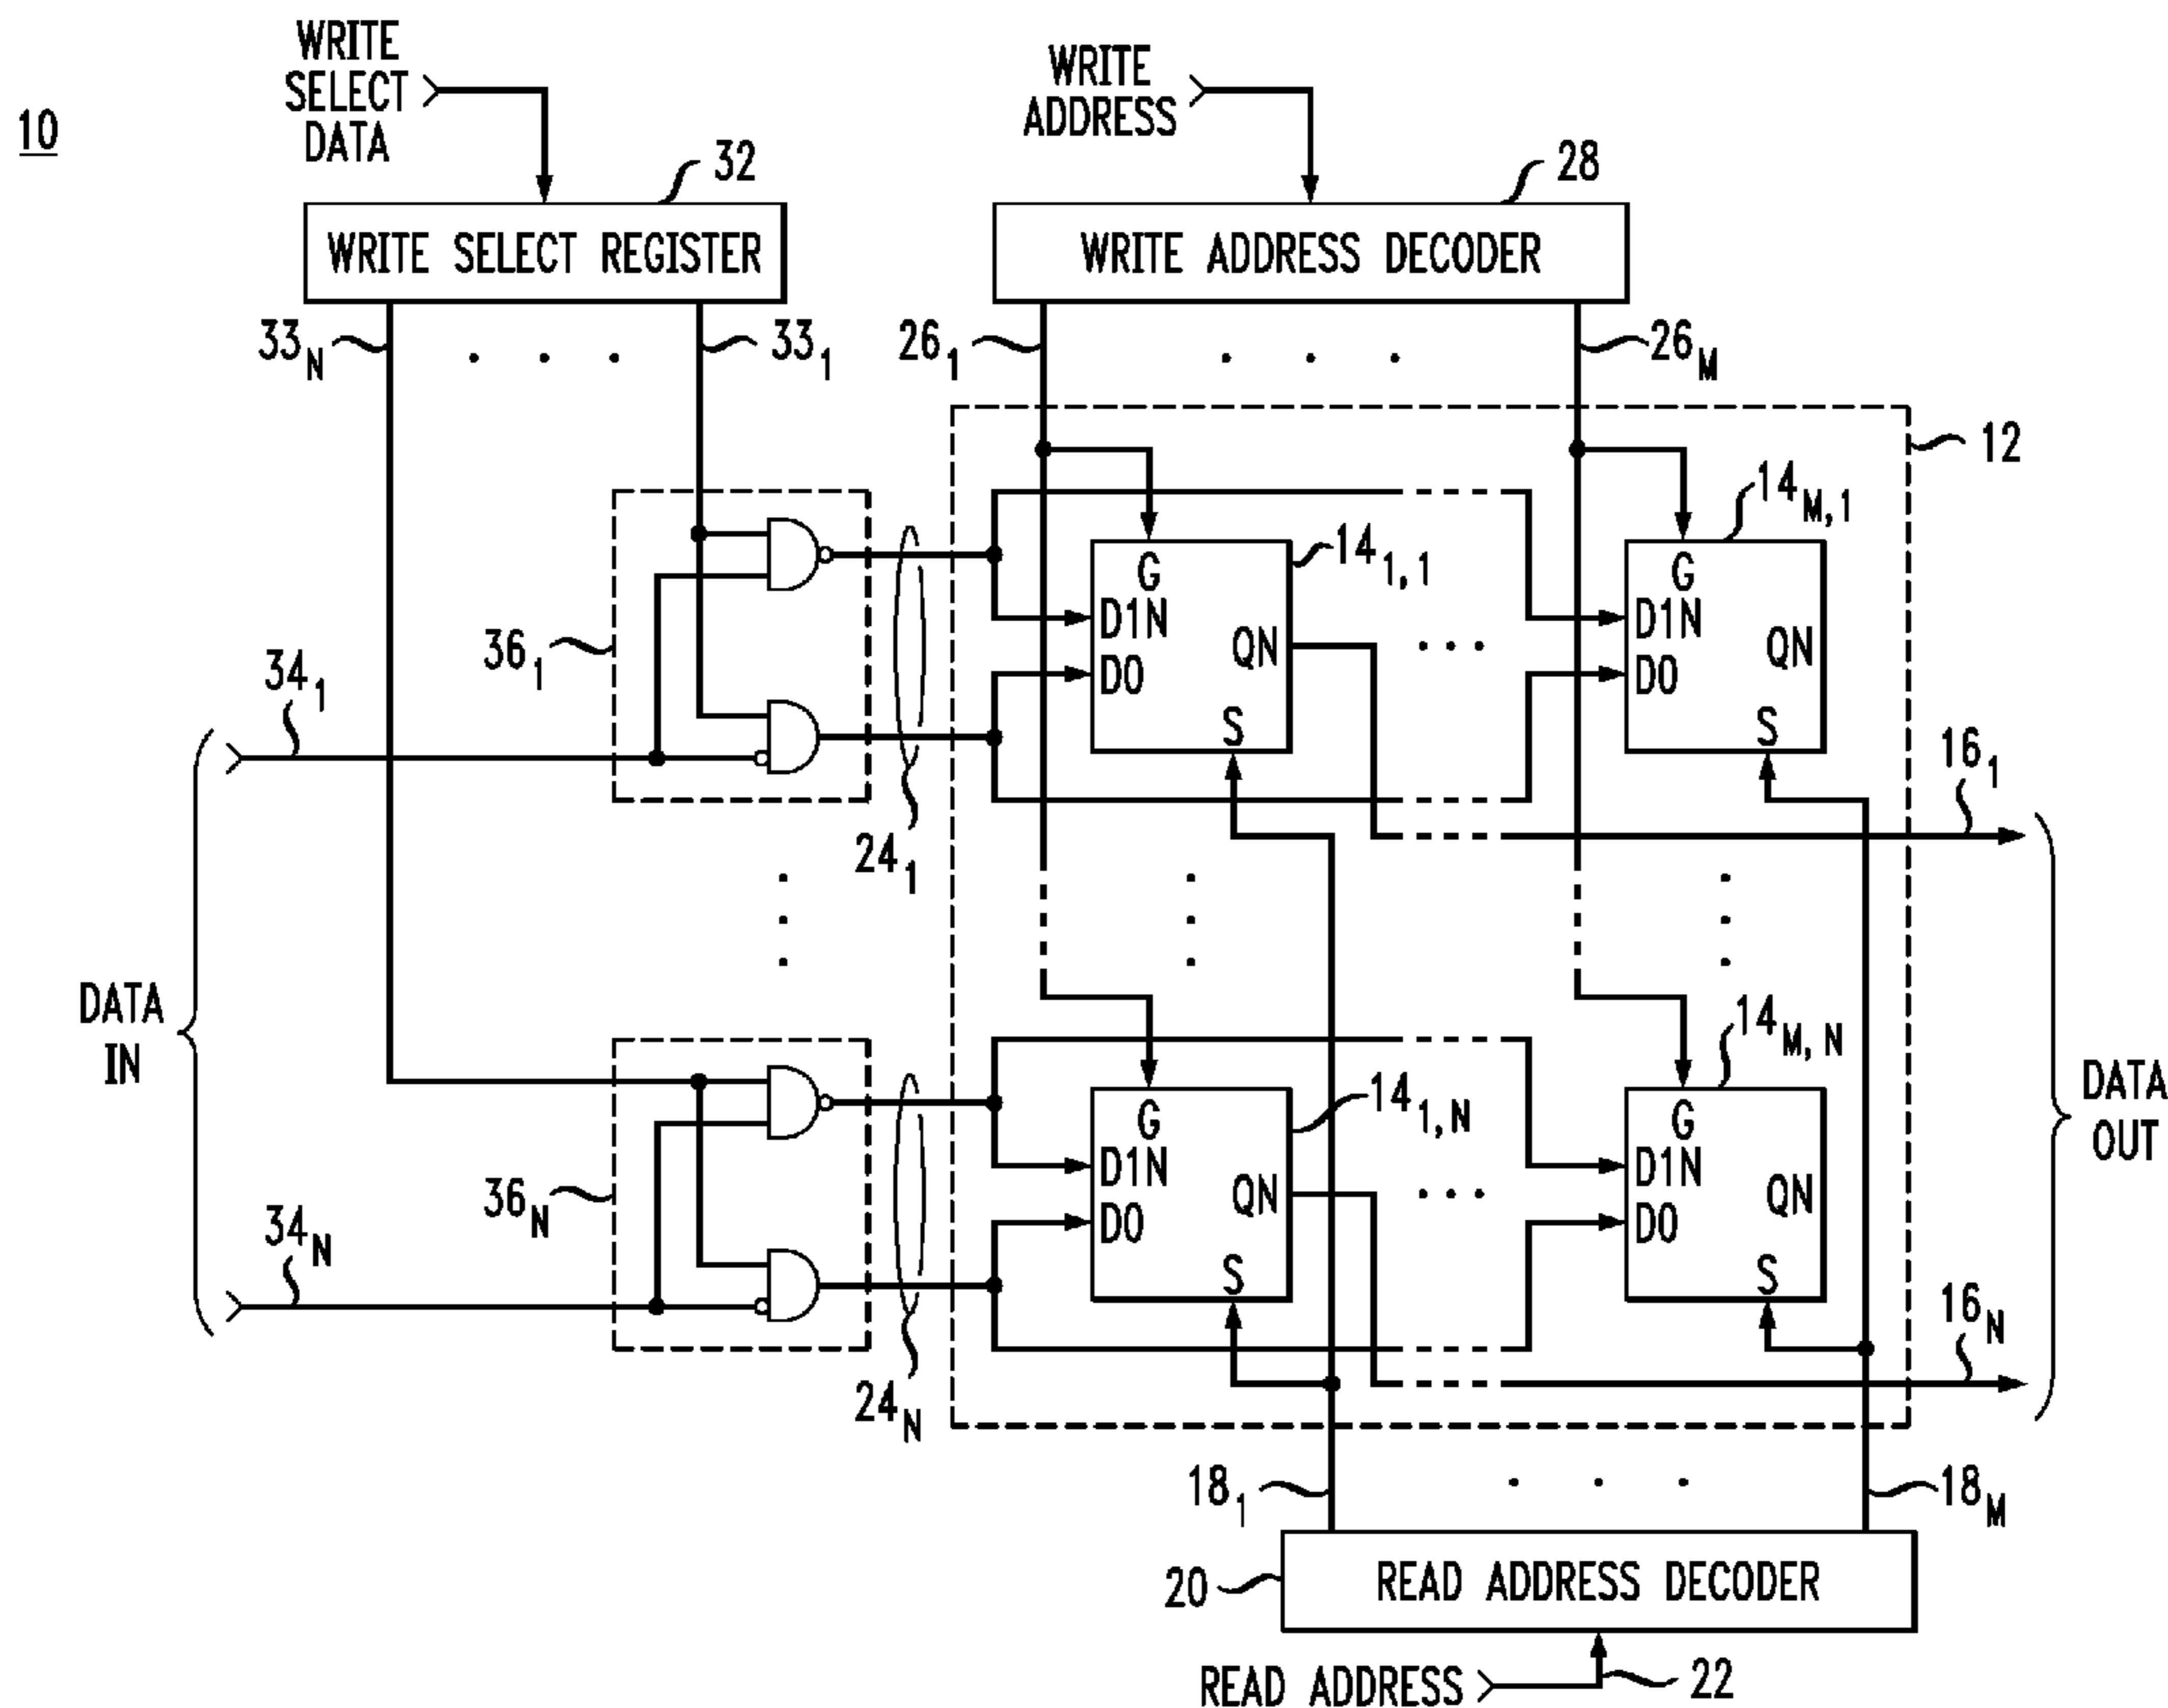 WRITE
SELECT
DATA
WRITE
ADDRESS
10
32
28
WRITE SELECT REGISTER
WRITE ADDRESS DECODER
33N
. . .
331
261
. . .
26M
12
14M,1
141,1
G
D1N
D0
QN
S
. . .
G
D1N
D0
QN
S
361
341
161
241
DATA
IN
14M,N
141,N
G
D1N
D0
QN
S
. . .
G
D1N
D0
QN
S
36N
34N
16N
24N
DATA
OUT
181
. . .
18M
20
READ ADDRESS DECODER
READ ADDRESS
22